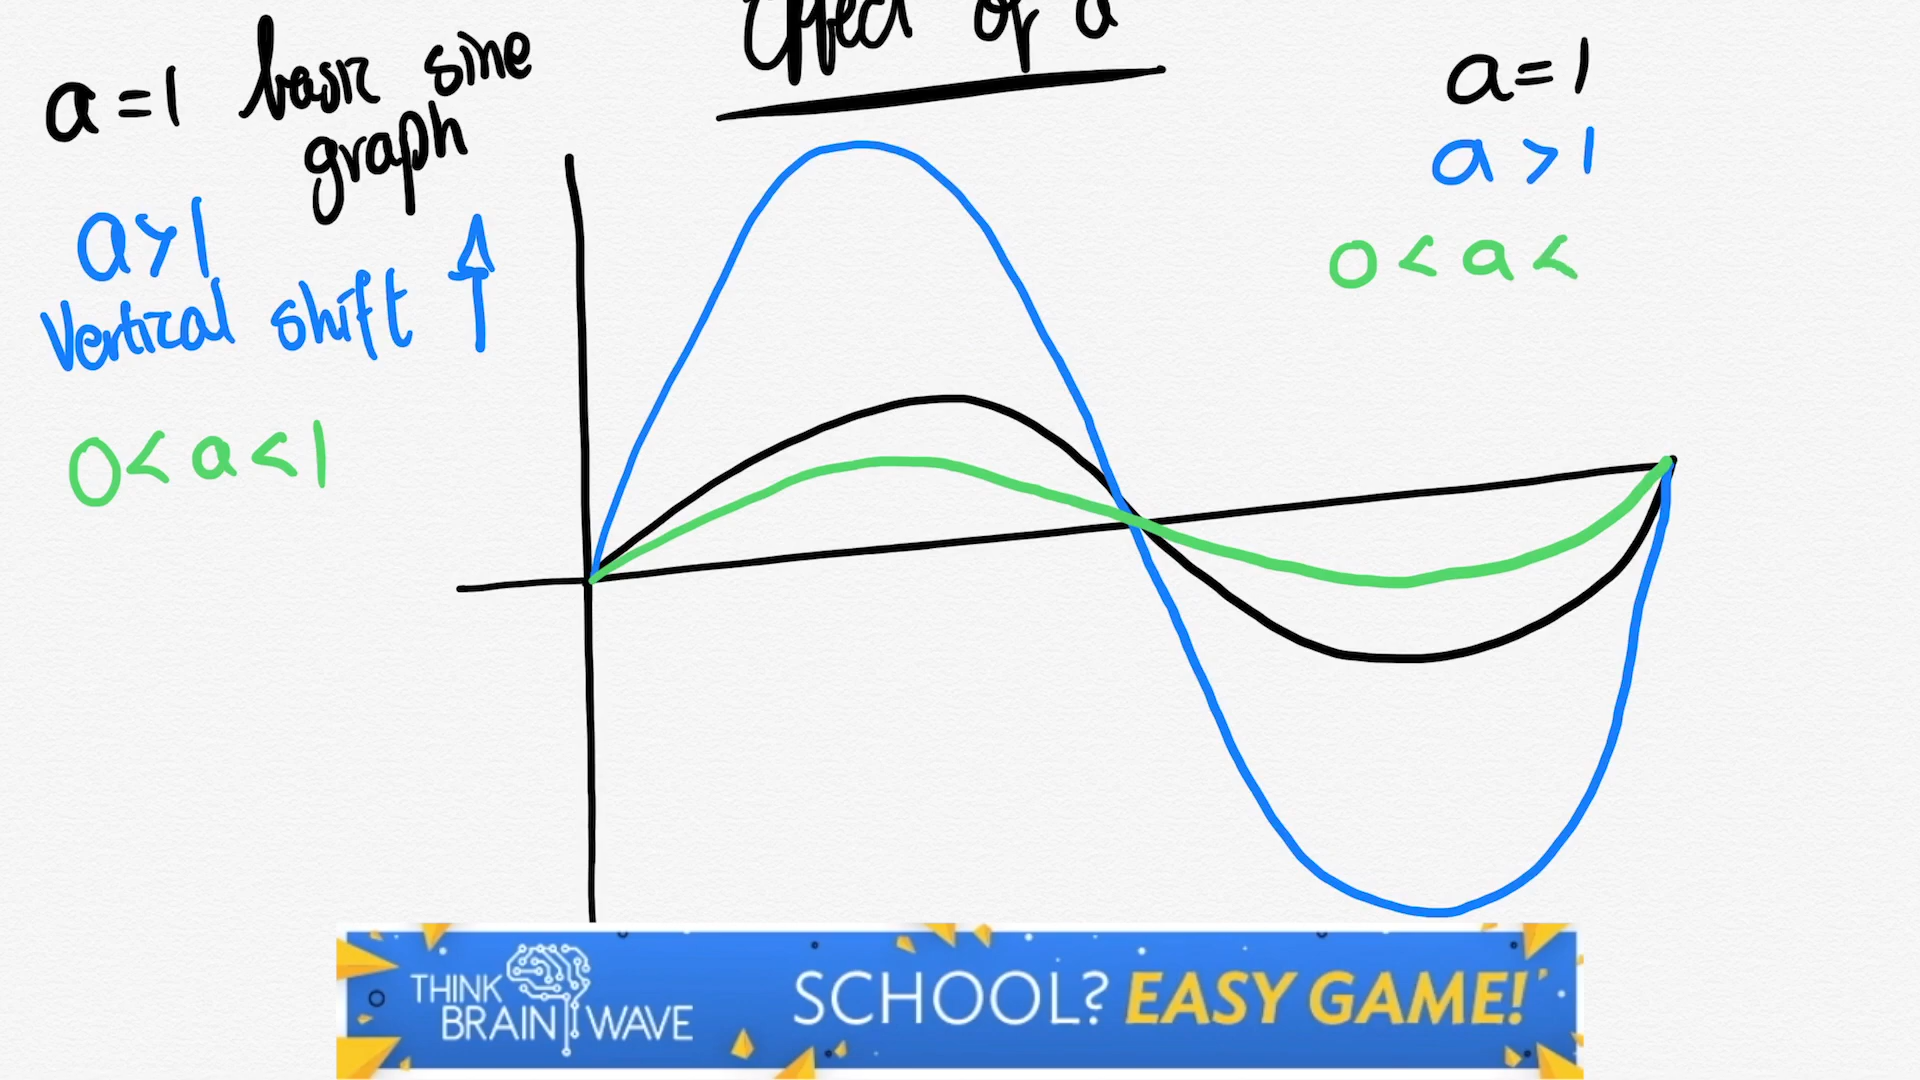 Effect of a
a = 1 basic sine
graph
a > 1
Vertical shift ↑
0 < a < 1
a = 1
a > 1
0 < a <
THINK
BRAIN WAVE
SCHOOL? EASY GAME!